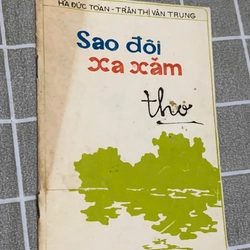 HÀ ĐỨC TOÀN - TRẦN THỊ VÂN TRUNG
Sao đôi
xa xăm
thơ